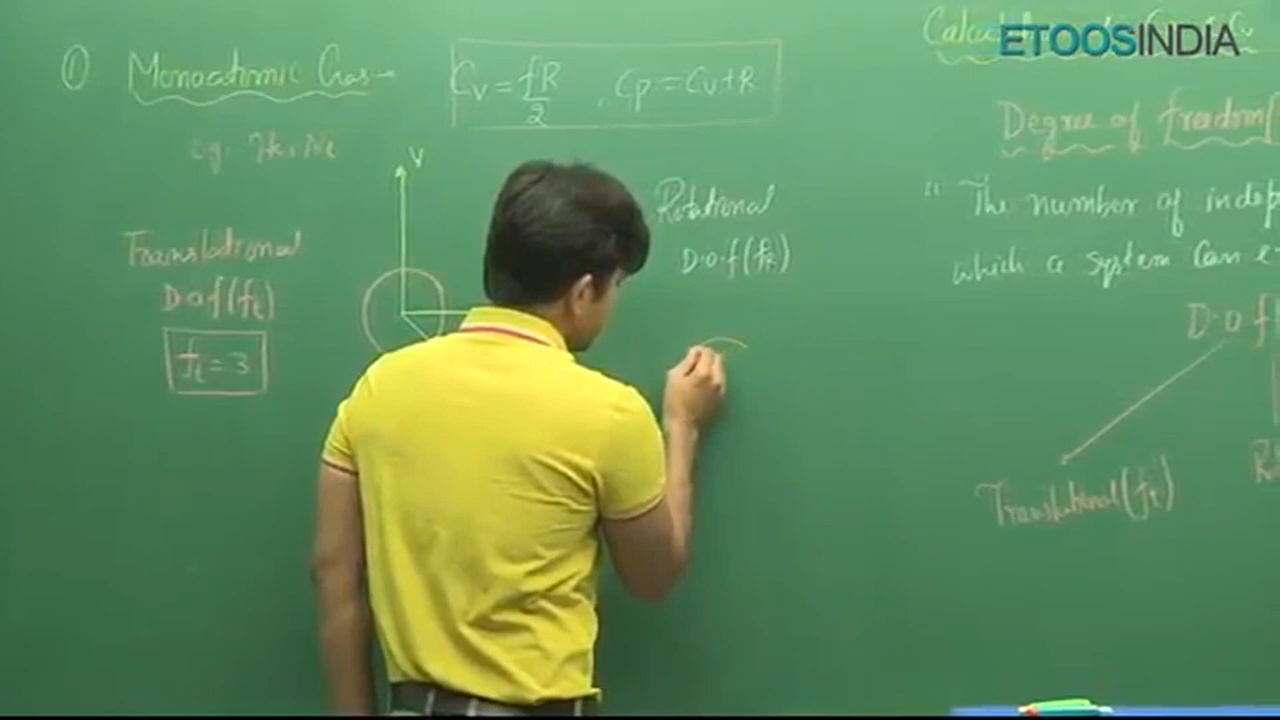 ① Monoatomic Gas →
eg. He, Ne
Cv = fR/2 , Cp = Cv + R
V
Translational
D.o.f (ft)
ft = 3
Rotational
D.o.f (fR)
ETOOSINDIA
Degree of freedom
" The number of indep
which a system can e
D.o.f
Translational (ft)